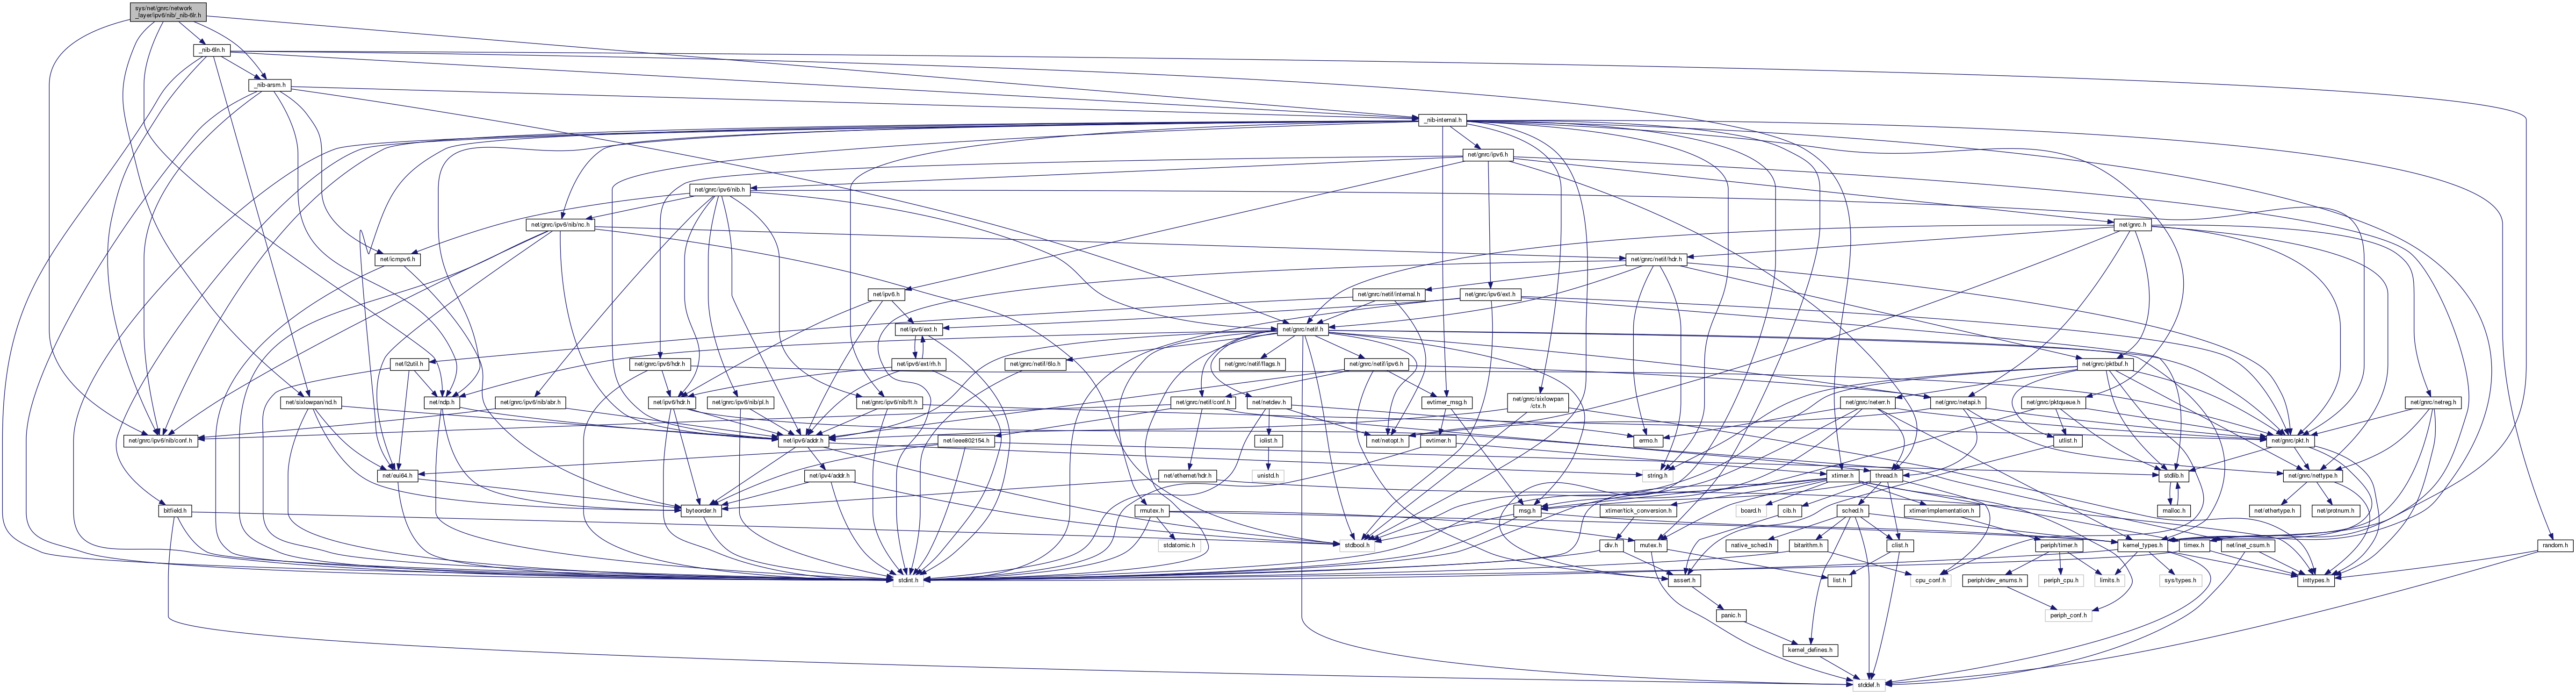 sys/net/gnrc/network
_layer/ipv6/nib/_nib-6lr.h
_nib-6ln.h
_nib-arsm.h
_nib-internal.h
net/gnrc/ipv6.h
net/gnrc/ipv6/nib.h
net/gnrc/ipv6/nib/nc.h
net/gnrc.h
net/icmpv6.h
net/gnrc/netif/hdr.h
net/ipv6.h
net/gnrc/netif/internal.h
net/gnrc/ipv6/ext.h
net/ipv6/ext.h
net/gnrc/netif.h
net/l2util.h
net/gnrc/ipv6/hdr.h
net/ipv6/ext/rh.h
net/gnrc/netif/6lo.h
net/gnrc/netif/flags.h
net/gnrc/netif/ipv6.h
net/gnrc/pktbuf.h
net/sixlowpan/nd.h
net/ndp.h
net/gnrc/ipv6/nib/abr.h
net/ipv6/hdr.h
net/gnrc/ipv6/nib/pl.h
net/gnrc/ipv6/nib/ft.h
net/gnrc/netif/conf.h
net/netdev.h
evtimer_msg.h
net/gnrc/sixlowpan
/ctx.h
net/gnrc/neterr.h
net/gnrc/netapi.h
net/gnrc/pktqueue.h
net/gnrc/netreg.h
net/gnrc/ipv6/nib/conf.h
net/ipv6/addr.h
net/ieee802154.h
iolist.h
net/netopt.h
evtimer.h
errno.h
utlist.h
net/gnrc/pkt.h
net/eui64.h
net/ipv4/addr.h
net/ethernet/hdr.h
unistd.h
string.h
xtimer.h
thread.h
stdlib.h
net/gnrc/nettype.h
bitfield.h
byteorder.h
rmutex.h
msg.h
xtimer/tick_conversion.h
board.h
cib.h
sched.h
xtimer/implementation.h
malloc.h
net/ethertype.h
net/protnum.h
stdatomic.h
stdbool.h
div.h
mutex.h
native_sched.h
bitarithm.h
clist.h
periph/timer.h
kernel_types.h
timex.h
net/inet_csum.h
random.h
stdint.h
assert.h
list.h
cpu_conf.h
periph/dev_enums.h
periph_cpu.h
limits.h
sys/types.h
inttypes.h
panic.h
periph_conf.h
kernel_defines.h
stddef.h